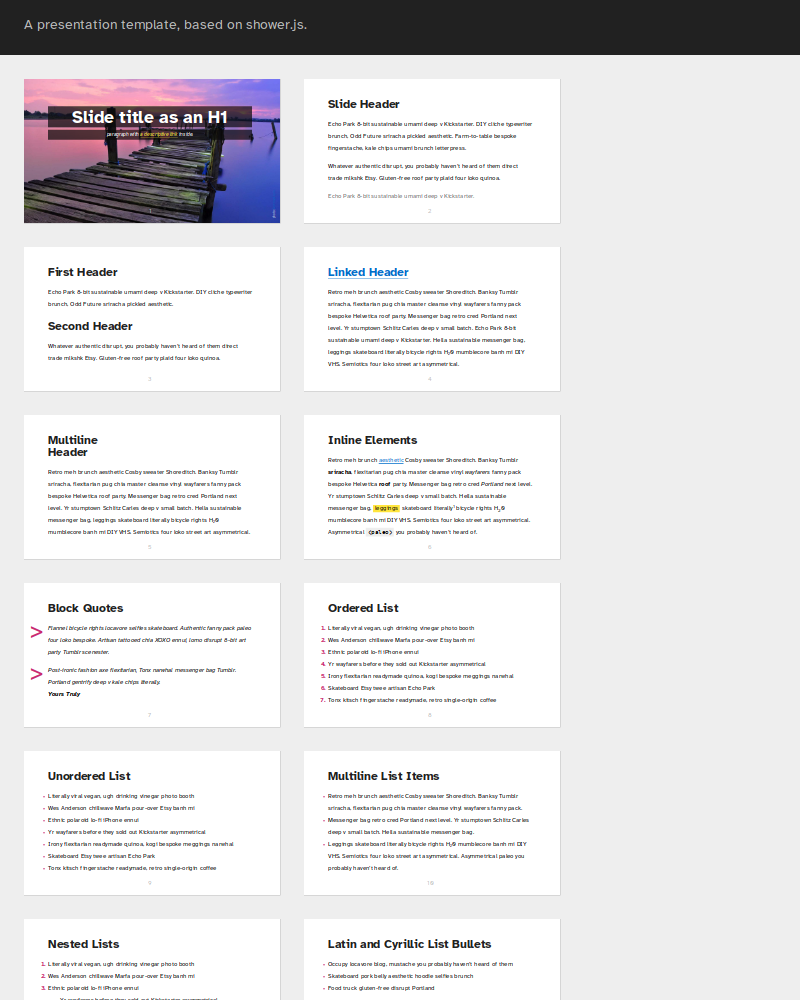 A presentation template, based on shower.js.
Slide title as an H1
paragraph with a descriptive link inside
1
Slide Header
Echo Park 8-bit sustainable umami deep v Kickstarter. DIY cliche typewriter
brunch. Odd Future sriracha pickled aesthetic. Farm-to-table bespoke
fingerstache, kale chips umami brunch letterpress.
Whatever authentic disrupt, you probably haven't heard of them direct
trade mlkshk Etsy. Gluten-free roof party plaid four loko quinoa.
Echo Park 8-bit sustainable umami deep v Kickstarter.
2
First Header
Echo Park 8-bit sustainable umami deep v Kickstarter. DIY cliche typewriter
brunch. Odd Future sriracha pickled aesthetic.
Second Header
Whatever authentic disrupt, you probably haven't heard of them direct
trade mlkshk Etsy. Gluten-free roof party plaid four loko quinoa.
3
Linked Header
Retro meh brunch aesthetic Cosby sweater Shoreditch. Banksy Tumblr
sriracha, flexitarian pug chia master cleanse vinyl wayfarers fanny pack
bespoke Helvetica roof party. Messenger bag retro cred Portland next
level. Yr stumptown Schlitz Carles deep v small batch. Echo Park 8-bit
sustainable umami deep v Kickstarter. Hella sustainable messenger bag,
leggings skateboard literally bicycle rights H₂0 mumblecore banh mi DIY
VHS. Semiotics four loko street art asymmetrical.
4
Multiline
Header
Retro meh brunch aesthetic Cosby sweater Shoreditch. Banksy Tumblr
sriracha, flexitarian pug chia master cleanse vinyl wayfarers fanny pack
bespoke Helvetica roof party. Messenger bag retro cred Portland next
level. Yr stumptown Schlitz Carles deep v small batch. Hella sustainable
messenger bag, leggings skateboard literally bicycle rights H₂0
mumblecore banh mi DIY VHS. Semiotics four loko street art asymmetrical.
5
Inline Elements
Retro meh brunch aesthetic Cosby sweater Shoreditch. Banksy Tumblr
sriracha, flexitarian pug chia master cleanse vinyl wayfarers fanny pack
bespoke Helvetica roof party. Messenger bag retro cred Portland next level.
Yr stumptown Schlitz Carles deep v small batch. Hella sustainable
messenger bag, leggings skateboard literally¹ bicycle rights H₂0
mumblecore banh mi DIY VHS. Semiotics four loko street art asymmetrical.
Asymmetrical <paleo> you probably haven't heard of.
6
Block Quotes
> Flannel bicycle rights locavore selfies skateboard. Authentic fanny pack paleo
four loko bespoke. Artisan tattooed chia XOXO ennui, lomo disrupt 8-bit art
party Tumblr scenester.
> Post-ironic fashion axe flexitarian, Tonx narwhal messenger bag Tumblr.
Portland gentrify deep v kale chips literally.
Yours Truly
7
Ordered List
1. Literally viral vegan, ugh drinking vinegar photo booth
2. Wes Anderson chillwave Marfa pour-over Etsy banh mi
3. Ethnic polaroid lo-fi iPhone ennui
4. Yr wayfarers before they sold out Kickstarter asymmetrical
5. Irony flexitarian readymade quinoa, kogi bespoke meggings narwhal
6. Skateboard Etsy twee artisan Echo Park
7. Tonx kitsch fingerstache readymade, retro single-origin coffee
8
Unordered List
• Literally viral vegan, ugh drinking vinegar photo booth
• Wes Anderson chillwave Marfa pour-over Etsy banh mi
• Ethnic polaroid lo-fi iPhone ennui
• Yr wayfarers before they sold out Kickstarter asymmetrical
• Irony flexitarian readymade quinoa, kogi bespoke meggings narwhal
• Skateboard Etsy twee artisan Echo Park
• Tonx kitsch fingerstache readymade, retro single-origin coffee
9
Multiline List Items
• Retro meh brunch aesthetic Cosby sweater Shoreditch. Banksy Tumblr
sriracha, flexitarian pug chia master cleanse vinyl wayfarers fanny pack.
• Messenger bag retro cred Portland next level. Yr stumptown Schlitz Carles
deep v small batch. Hella sustainable messenger bag.
• Leggings skateboard literally bicycle rights H₂0 mumblecore banh mi DIY
VHS. Semiotics four loko street art asymmetrical. Asymmetrical paleo you
probably haven't heard of.
10
Nested Lists
1. Literally viral vegan, ugh drinking vinegar photo booth
2. Wes Anderson chillwave Marfa pour-over Etsy banh mi
3. Ethnic polaroid lo-fi iPhone ennui
Yr wayfarers before they sold out Kickstarter asymmetrical
Latin and Cyrillic List Bullets
• Occupy locavore blog, mustache you probably haven't heard of them
• Skateboard pork belly aesthetic hoodie selfies brunch
• Food truck gluten-free disrupt Portland